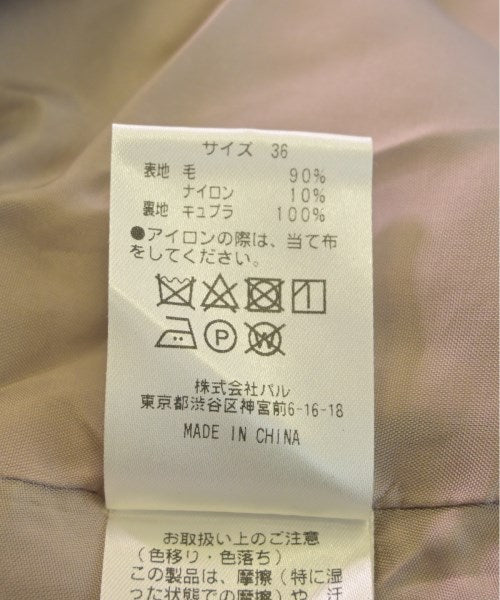 サイズ 36
表地 毛 90%
ナイロン 10%
裏地 キュプラ 100%
●アイロンの際は、当て布
をしてください。
P W
株式会社パル
東京都渋谷区神宮前6-16-18
MADE IN CHINA
お取扱い上のご注意
(色移り・色落ち)
この製品は、摩擦(特に湿
った状態での摩擦)や、汗